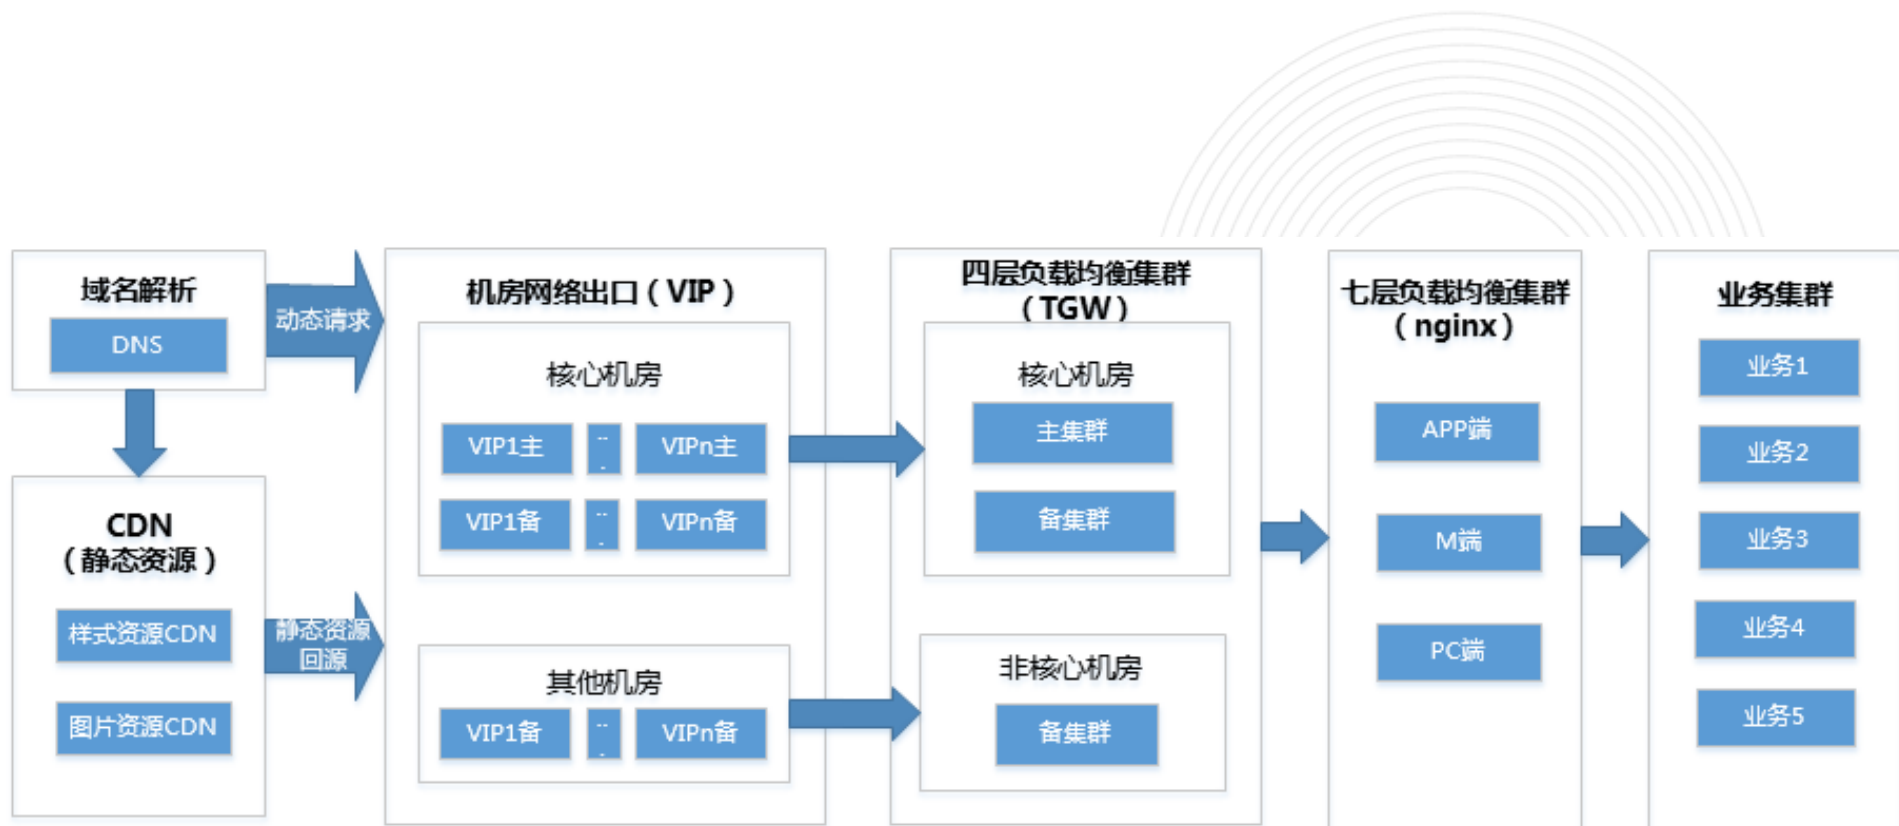 域名解析
DNS
动态请求
CDN
（静态资源）
样式资源CDN
图片资源CDN
静态资源
回源
机房网络出口（VIP）
核心机房
VIP1主
...
VIPn主
VIP1备
...
VIPn备
其他机房
VIP1备
...
VIPn备
四层负载均衡集群
（TGW）
核心机房
主集群
备集群
非核心机房
备集群
七层负载均衡集群
（nginx）
APP端
M端
PC端
业务集群
业务1
业务2
业务3
业务4
业务5